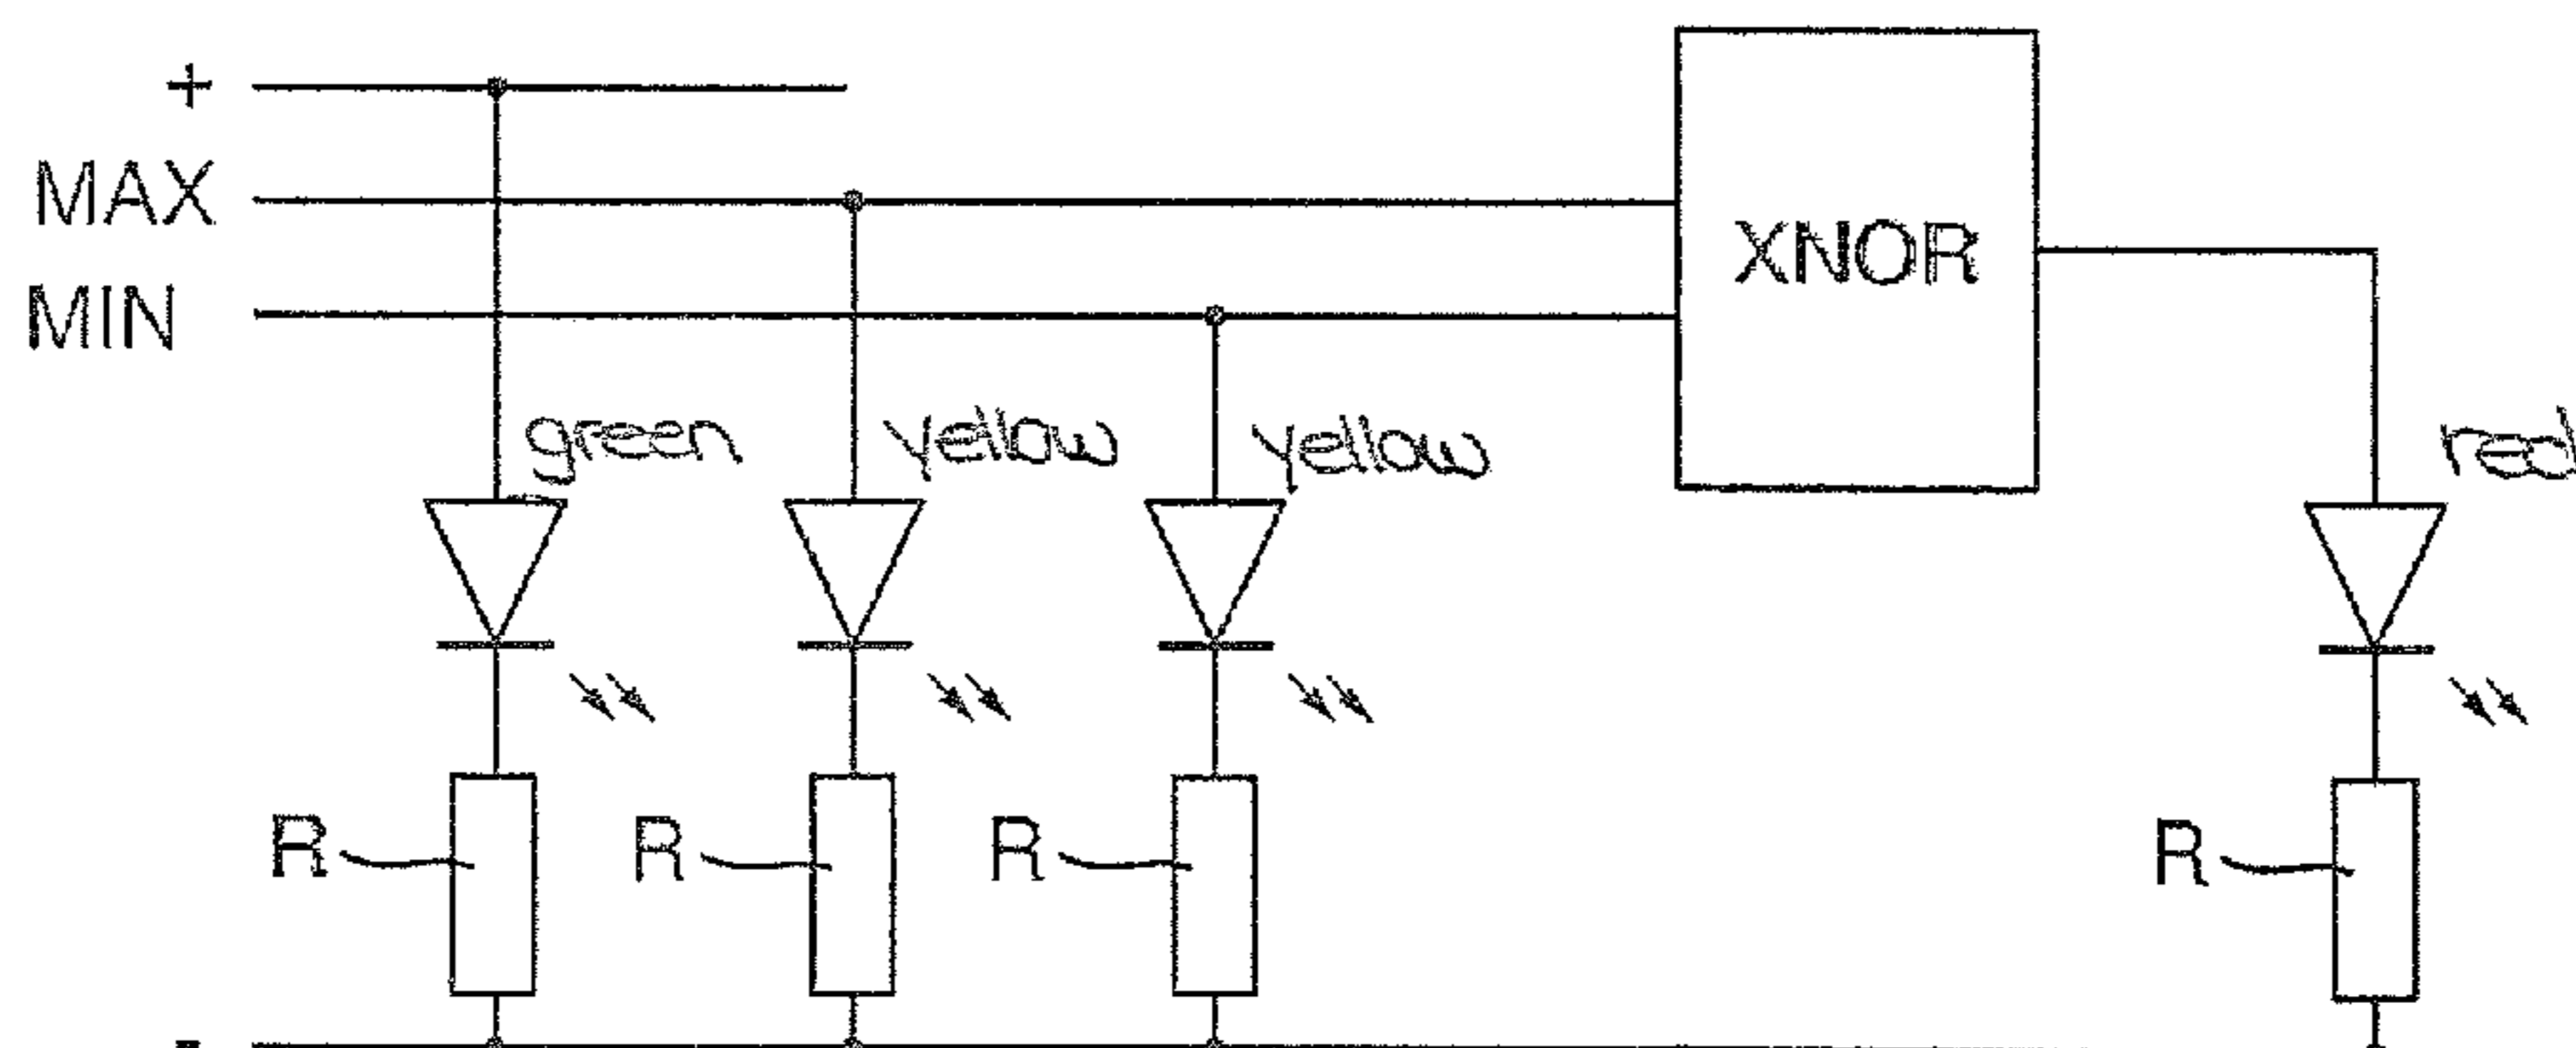 +
MAX
MIN
XNOR
green
yellow
yellow
red
R
R
R
R
-